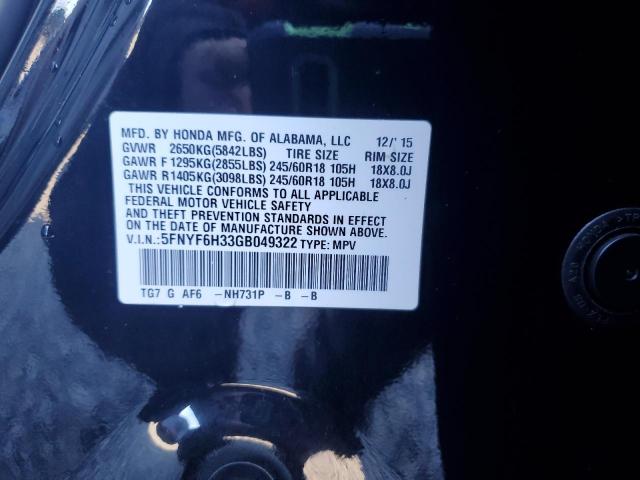 MFD. BY HONDA MFG. OF ALABAMA, LLC 12/'15
GVWR 2650KG(5842LBS) TIRE SIZE RIM SIZE
GAWR F 1295KG(2855LBS) 245/60R18 105H 18X8.0J
GAWR R 1405KG(3098LBS) 245/60R18 105H 18X8.0J
THIS VEHICLE CONFORMS TO ALL APPLICABLE
FEDERAL MOTOR VEHICLE SAFETY
AND THEFT PREVENTION STANDARDS IN EFFECT
ON THE DATE OF MANUFACTURE SHOWN ABOVE.
V.I.N.: 5FNYF6H33GB049322 TYPE: MPV
TG7 G AF6 -NH731P -B -B